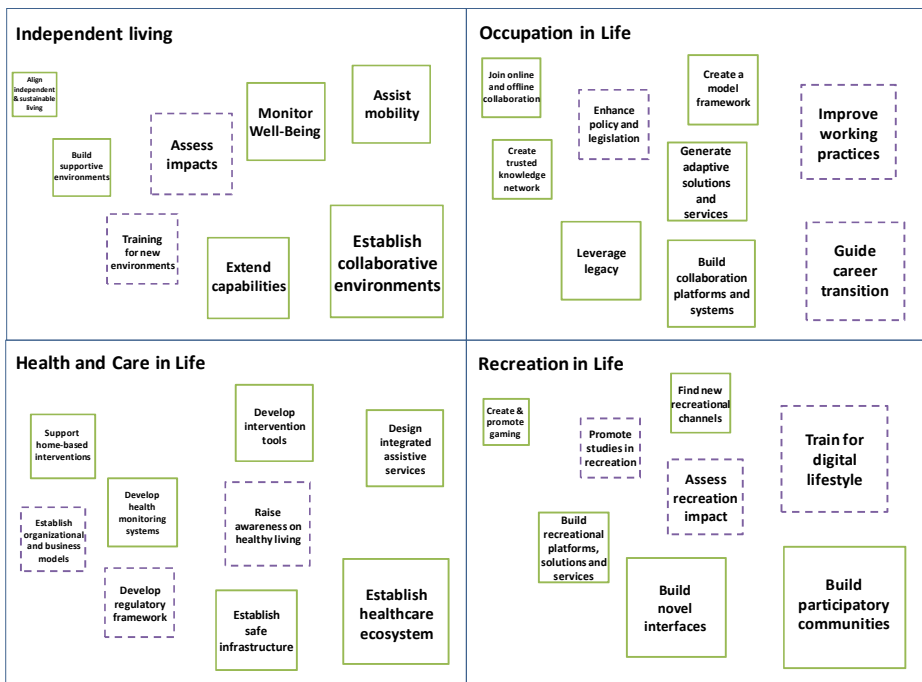 Independent living
Align
independent
& sustainable
living
Build
supportive
environments
Assess
impacts
Monitor
Well-Being
Assist
mobility
Training
for new
environments
Extend
capabilities
Establish
collaborative
environments
Occupation in Life
Join online
and offline
collaboration
Enhance
policy and
legislation
Create a
model
framework
Improve
working
practices
Create
trusted
knowledge
network
Generate
adaptive
solutions
and
services
Leverage
legacy
Build
collaboration
platforms and
systems
Guide
career
transition
Health and Care in Life
Support
home-based
interventions
Develop
intervention
tools
Design
integrated
assistive
services
Establish
organizational
and business
models
Develop
health
monitoring
systems
Raise
awareness on
healthy living
Develop
regulatory
framework
Establish
safe
infrastructure
Establish
healthcare
ecosystem
Recreation in Life
Create &
promote
gaming
Promote
studies in
recreation
Find new
recreational
channels
Train for
digital
lifestyle
Assess
recreation
impact
Build
recreational
platforms,
solutions and
services
Build
novel
interfaces
Build
participatory
communities